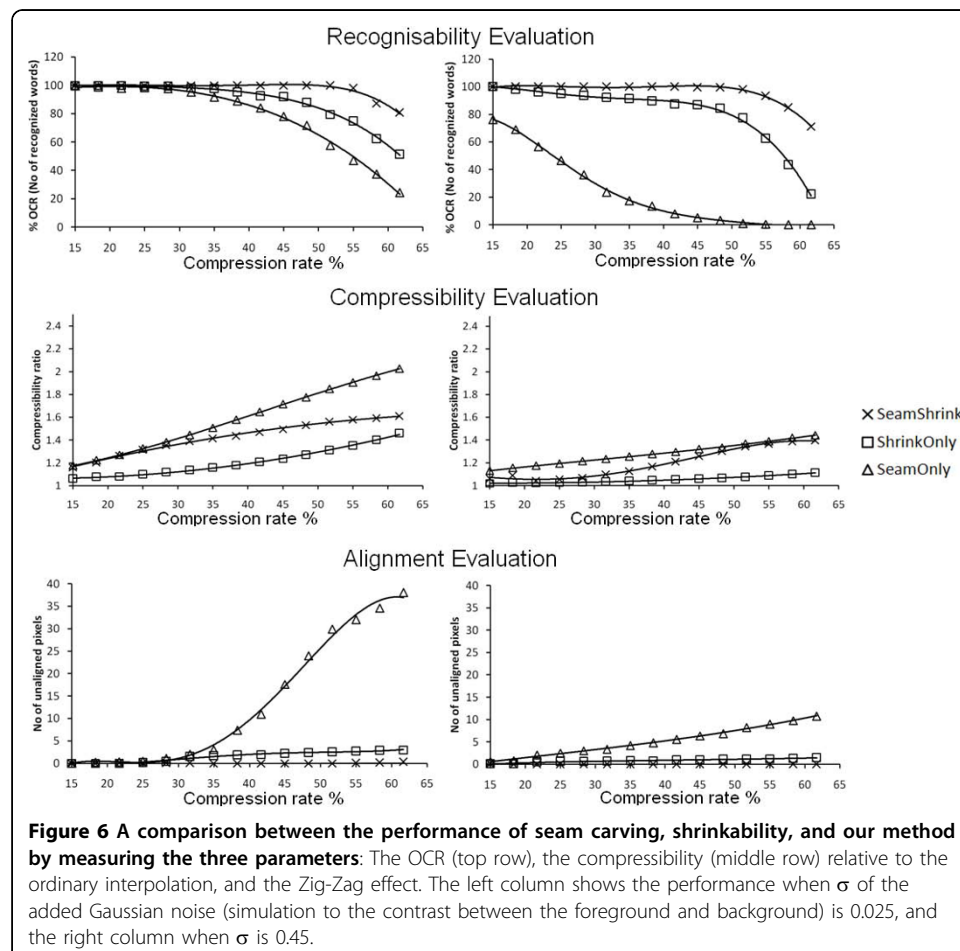 Recognisability Evaluation
120
100
80
60
40
20
0
% OCR (No of recognized words)
15 20 25 30 35 40 45 50 55 60 65
Compression rate %
120
100
80
60
40
20
0
% OCR (No of recognized words)
15 20 25 30 35 40 45 50 55 60 65
Compression rate %
Compressibility Evaluation
2.4
2.2
2
1.8
1.6
1.4
1.2
1
Compressibility ratio
15 20 25 30 35 40 45 50 55 60 65
Compression rate %
2.4
2.2
2
1.8
1.6
1.4
1.2
1
Compressibility ratio
15 20 25 30 35 40 45 50 55 60 65
Compression rate %
SeamShrink
ShrinkOnly
SeamOnly
Alignment Evaluation
40
35
30
25
20
15
10
5
0
No of unaligned pixels
15 20 25 30 35 40 45 50 55 60 65
Compression rate %
40
35
30
25
20
15
10
5
0
No of unaligned pixels
15 20 25 30 35 40 45 50 55 60 65
Compression rate %
Figure 6 A comparison between the performance of seam carving, shrinkability, and our method
by measuring the three parameters: The OCR (top row), the compressibility (middle row) relative to the
ordinary interpolation, and the Zig-Zag effect. The left column shows the performance when σ of the
added Gaussian noise (simulation to the contrast between the foreground and background) is 0.025, and
the right column when σ is 0.45.